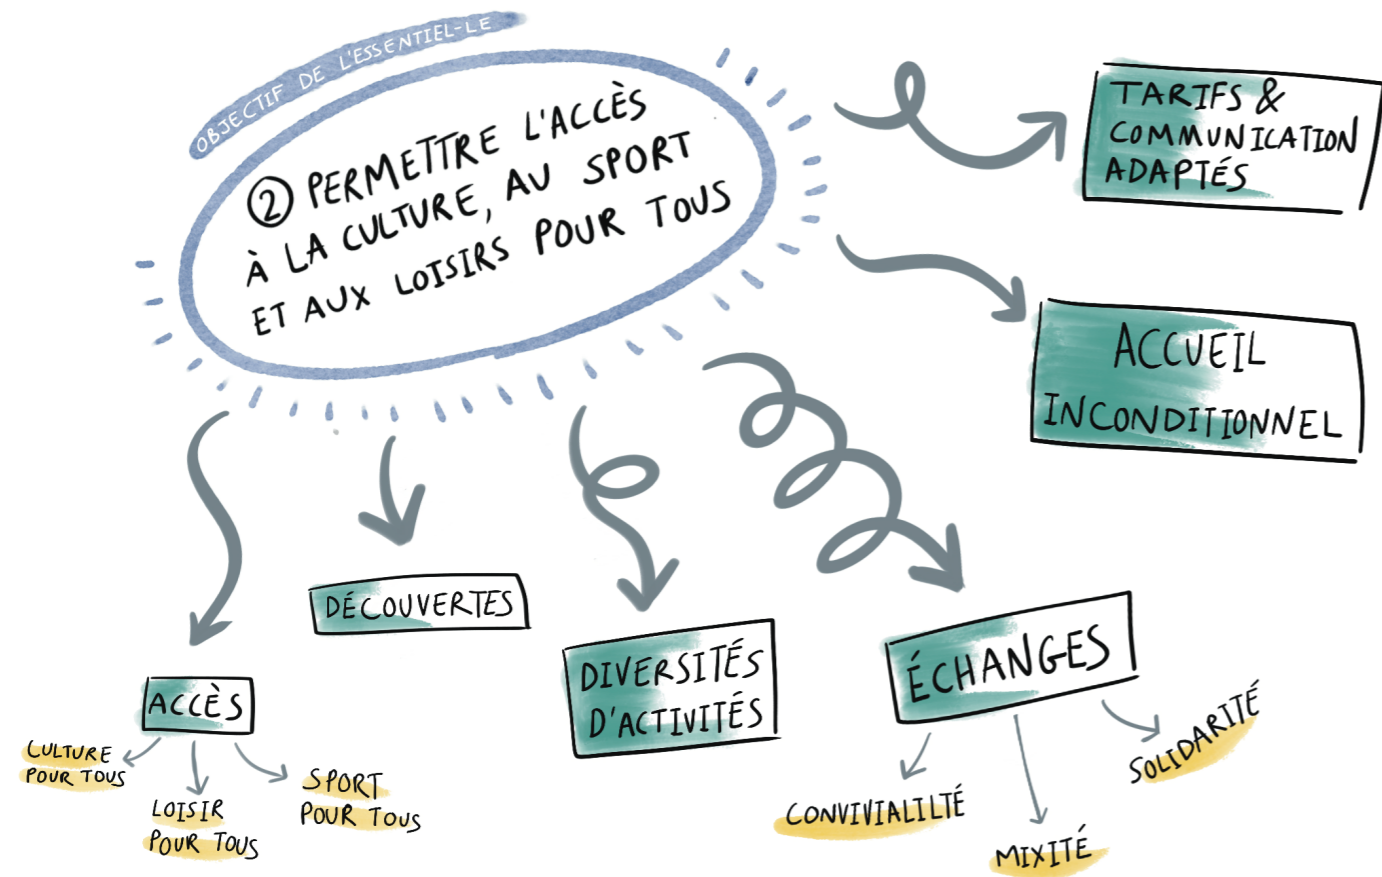 OBJECTIF DE L'ESSENTIEL-LE
② PERMETTRE L'ACCÈS
À LA CULTURE, AU SPORT
ET AUX LOISIRS POUR TOUS
TARIFS &
COMMUNICATION
ADAPTÉS
ACCUEIL
INCONDITIONNEL
DÉCOUVERTES
DIVERSITÉS
D'ACTIVITÉS
ÉCHANGES
ACCÈS
CULTURE
POUR TOUS
LOISIR
POUR TOUS
SPORT
POUR TOUS
CONVIVIALILTÉ
MIXITÉ
SOLIDARITÉ